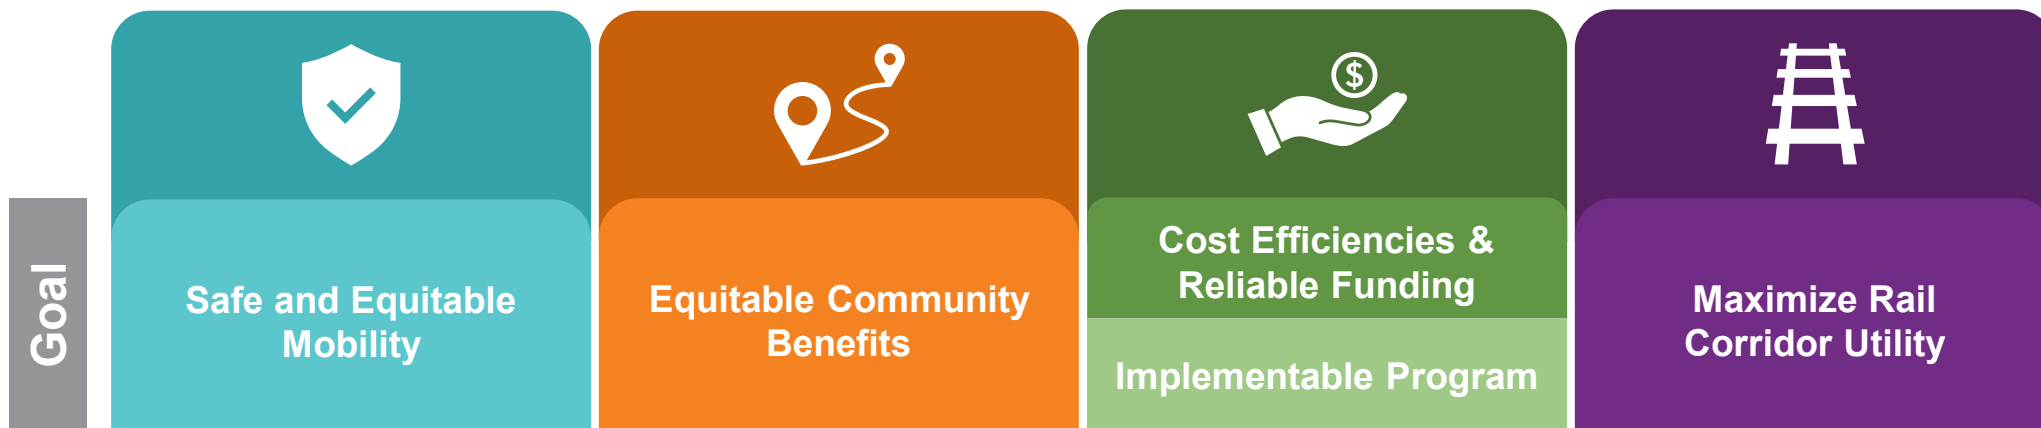 Goal
Safe and Equitable
Mobility
Equitable Community
Benefits
$
Cost Efficiencies &
Reliable Funding
Implementable Program
Maximize Rail
Corridor Utility